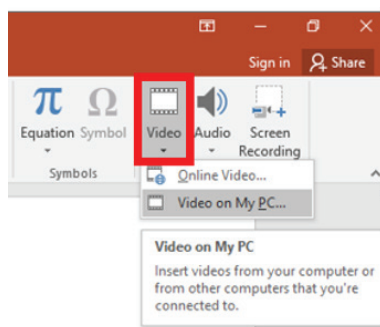 Sign in Share
Equation Symbol Video Audio Screen
Recording
Symbols
Online Video...
Video on My PC...
Video on My PC
Insert videos from your computer or
from other computers that you're
connected to.